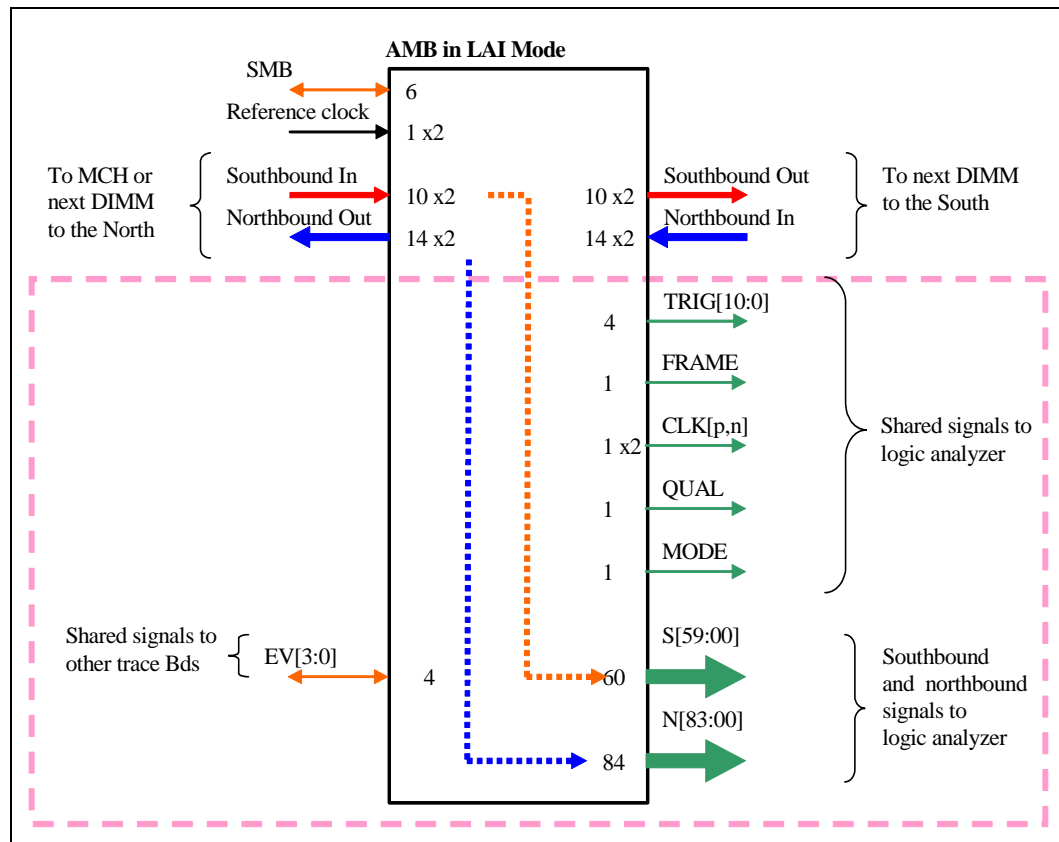 AMB in LAI Mode
SMB
6
Reference clock
1 x2
To MCH or
next DIMM
to the North
Southbound In
10 x2
Northbound Out
14 x2
10 x2
Southbound Out
14 x2
Northbound In
To next DIMM
to the South
4
TRIG[10:0]
1
FRAME
1 x2
CLK[p,n]
1
QUAL
1
MODE
Shared signals to
logic analyzer
Shared signals to
other trace Bds
EV[3:0]
4
60
S[59:00]
84
N[83:00]
Southbound
and northbound
signals to
logic analyzer